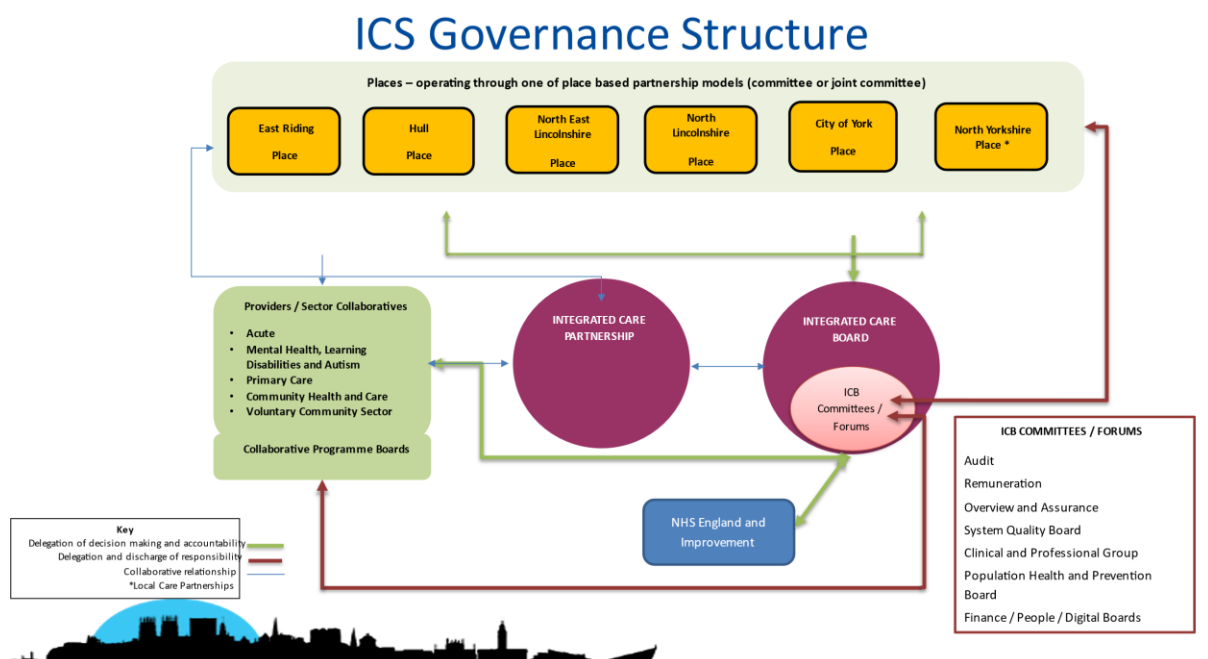 ICS Governance Structure
Places – operating through one of place based partnership models (committee or joint committee)
East Riding
Place
Hull
Place
North East
Lincolnshire
Place
North
Lincolnshire
Place
City of York
Place
North Yorkshire
Place *
Providers / Sector Collaboratives
• Acute
• Mental Health, Learning
Disabilities and Autism
• Primary Care
• Community Health and Care
• Voluntary Community Sector
Collaborative Programme Boards
INTEGRATED CARE
PARTNERSHIP
INTEGRATED CARE
BOARD
ICB
Committees /
Forums
NHS England and
Improvement
ICB COMMITTEES / FORUMS
Audit
Remuneration
Overview and Assurance
System Quality Board
Clinical and Professional Group
Population Health and Prevention
Board
Finance / People / Digital Boards
Key
Delegation of decision making and accountability
Delegation and discharge of responsibility
Collaborative relationship
*Local Care Partnerships